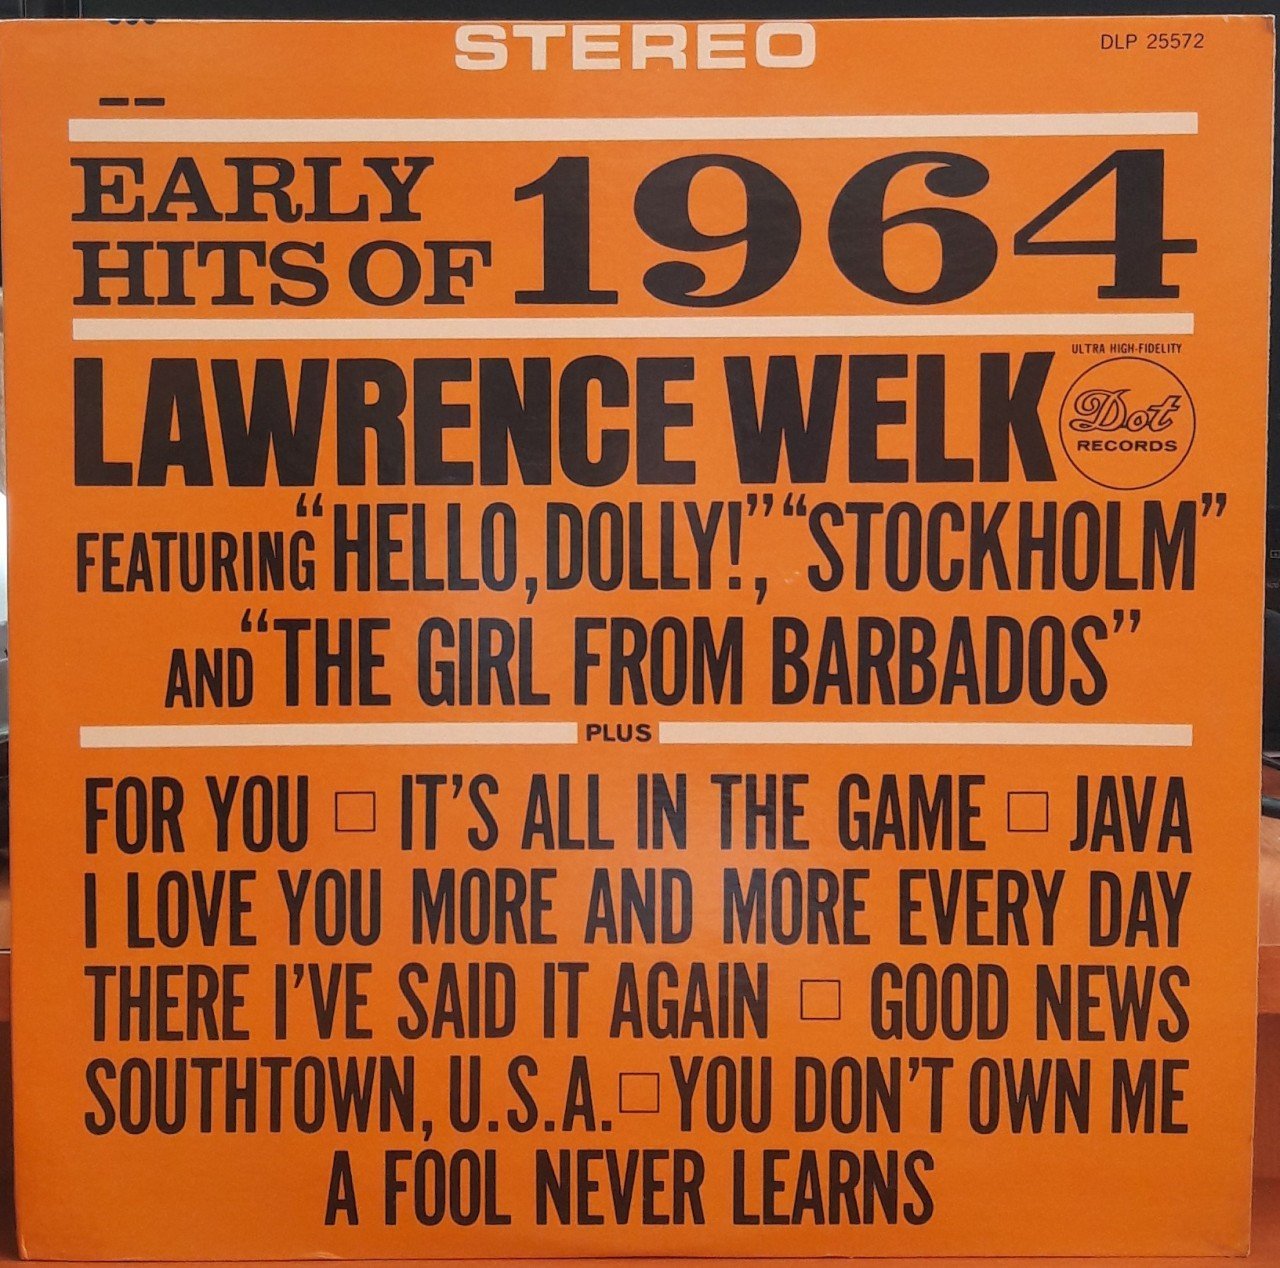 STEREO
DLP 25572
EARLY
HITS OF 1964
LAWRENCE WELK
ULTRA HIGH-FIDELITY
Dot
RECORDS
FEATURING “HELLO, DOLLY!”, “STOCKHOLM”
AND “THE GIRL FROM BARBADOS”
PLUS
FOR YOU □ IT'S ALL IN THE GAME □ JAVA
I LOVE YOU MORE AND MORE EVERY DAY
THERE I'VE SAID IT AGAIN □ GOOD NEWS
SOUTHTOWN, U.S.A. □ YOU DON'T OWN ME
A FOOL NEVER LEARNS